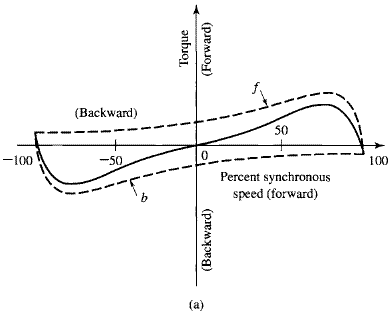 Torque
(Forward)
(Backward)
f
50
−100
−50
0
100
b
Percent synchronous
speed (forward)
(Backward)
(a)